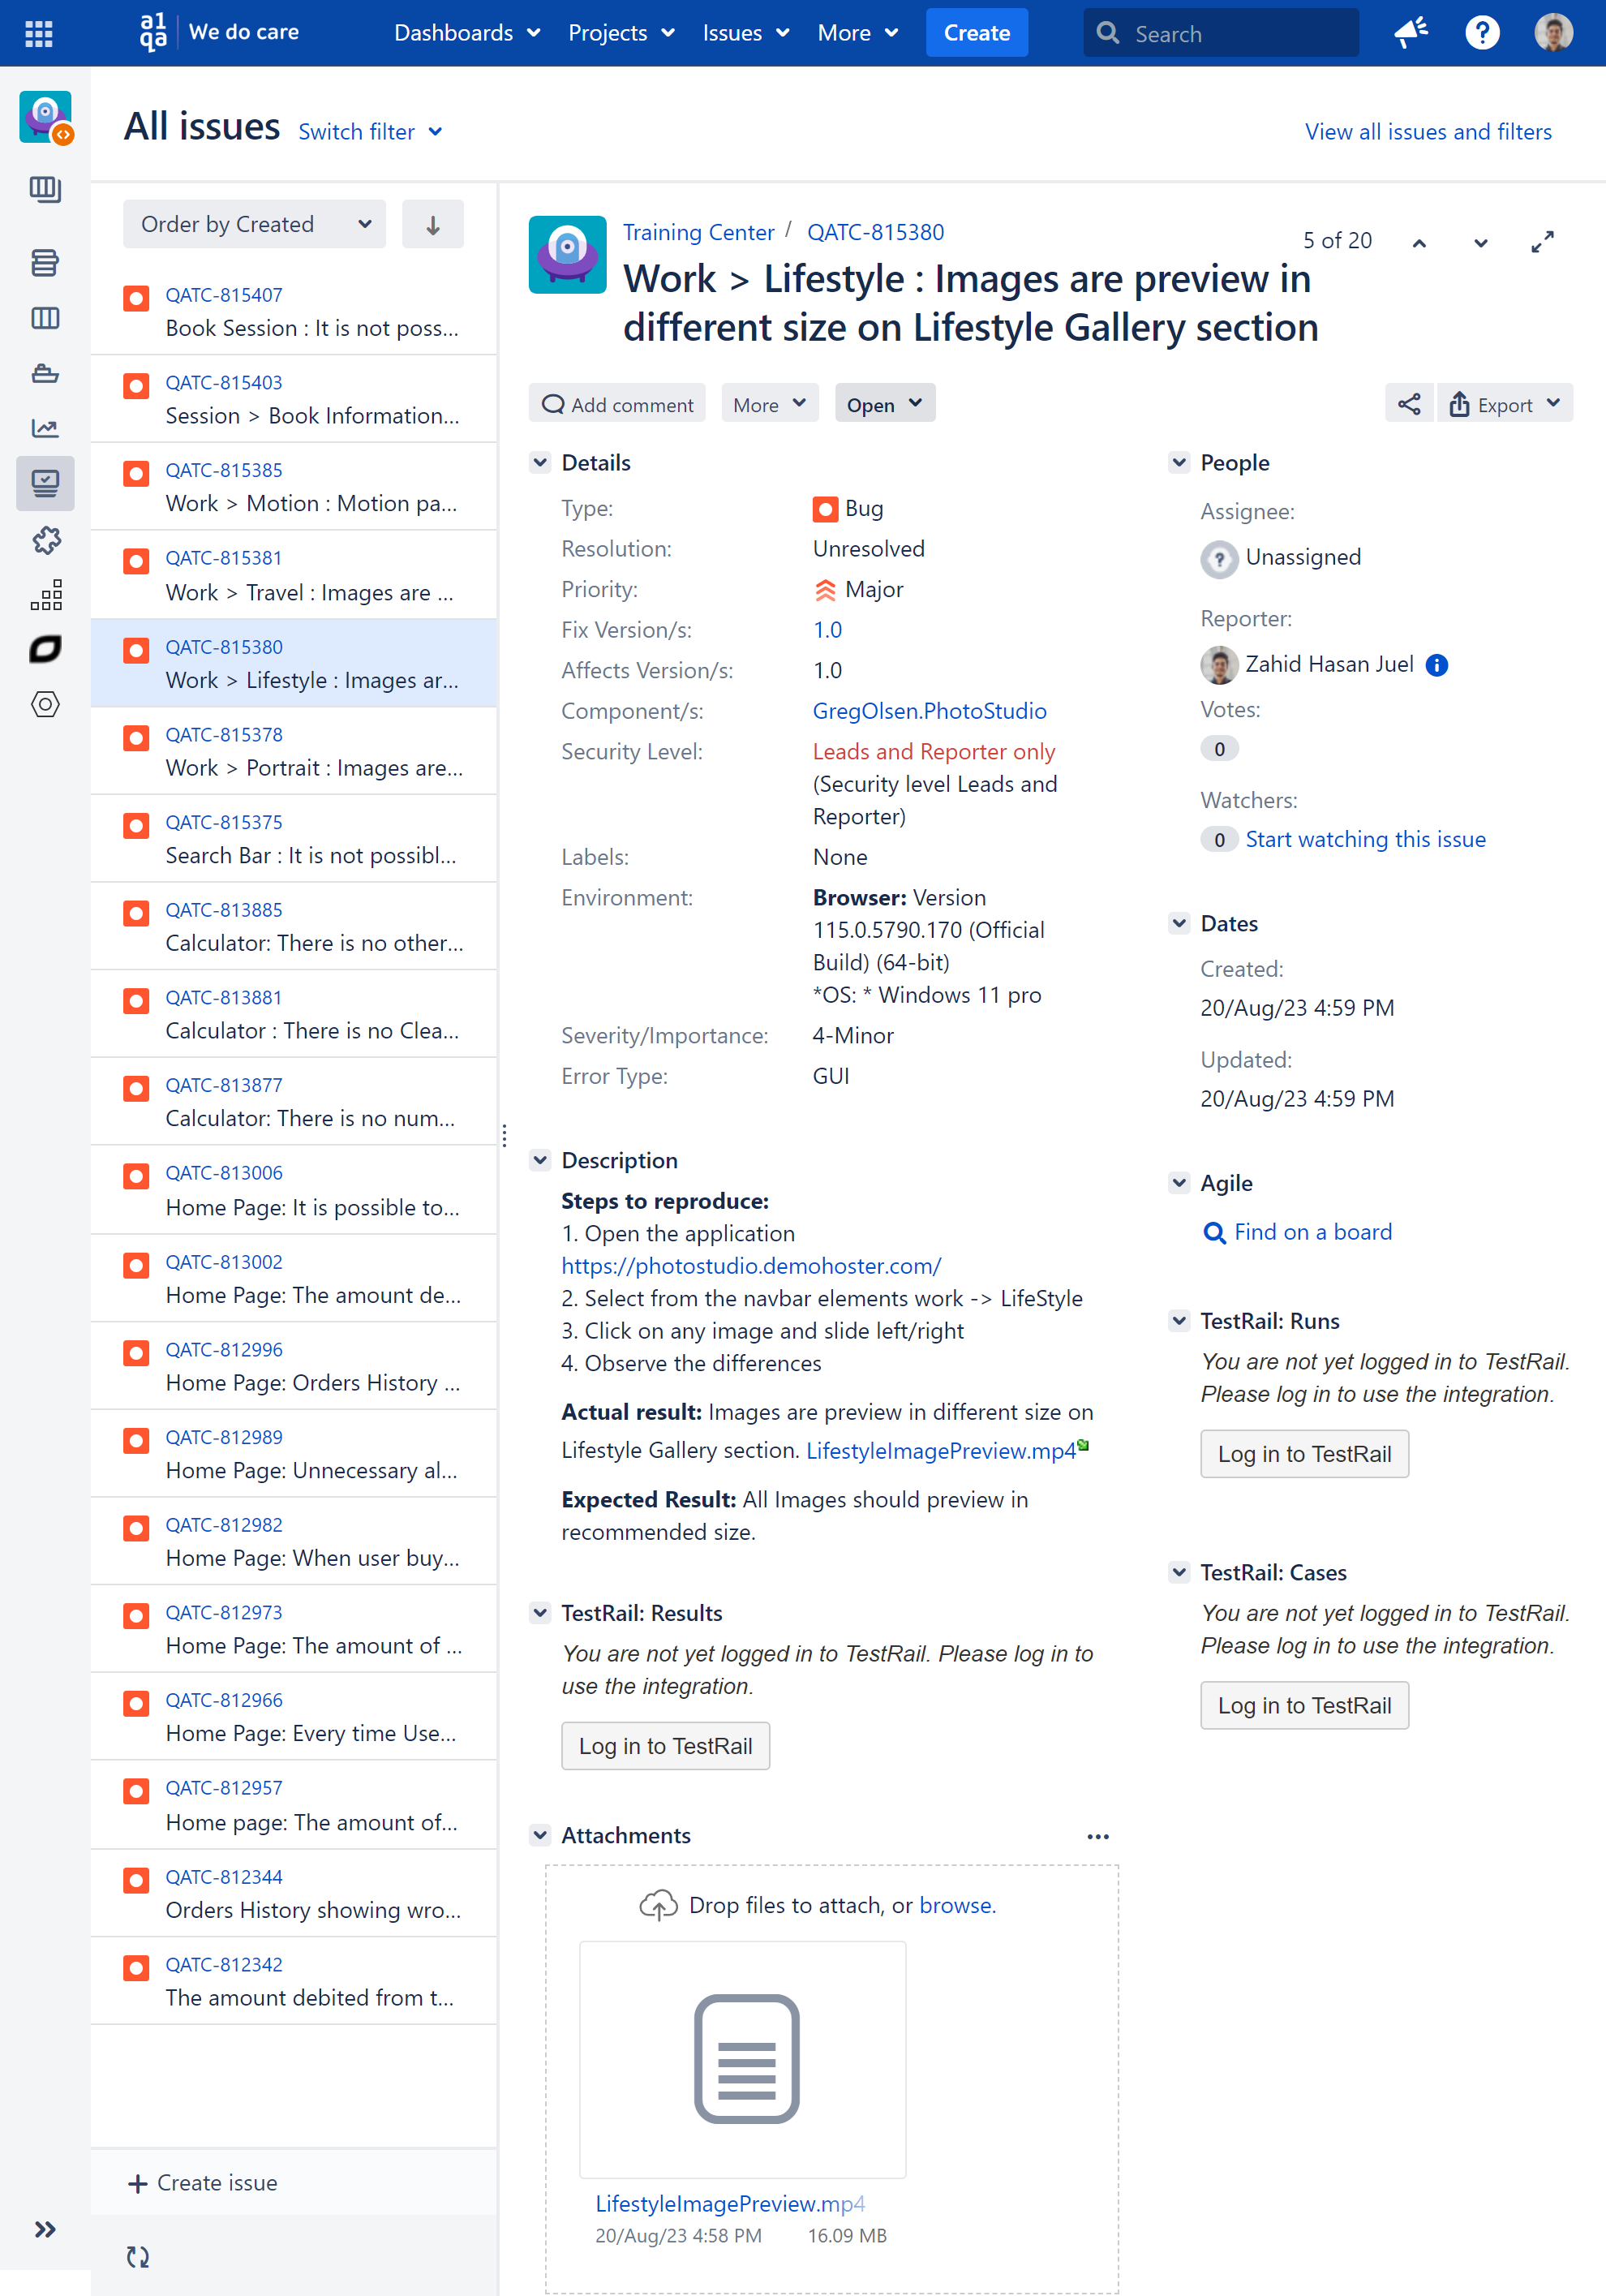 a1qa We do care Dashboards Projects Issues More Create Search
All issues Switch filter View all issues and filters
Order by Created
QATC-815407
Book Session : It is not poss...
QATC-815403
Session > Book Information...
QATC-815385
Work > Motion : Motion pa...
QATC-815381
Work > Travel : Images are ...
QATC-815380
Work > Lifestyle : Images ar...
QATC-815378
Work > Portrait : Images are...
QATC-815375
Search Bar : It is not possibl...
QATC-813885
Calculator: There is no other...
QATC-813881
Calculator : There is no Clea...
QATC-813877
Calculator: There is no num...
QATC-813006
Home Page: It is possible to...
QATC-813002
Home Page: The amount de...
QATC-812996
Home Page: Orders History ...
QATC-812989
Home Page: Unnecessary al...
QATC-812982
Home Page: When user buy...
QATC-812973
Home Page: The amount of ...
QATC-812966
Home Page: Every time Use...
QATC-812957
Home page: The amount of...
QATC-812344
Orders History showing wro...
QATC-812342
The amount debited from t...
+ Create issue
Training Center / QATC-815380
5 of 20
Work > Lifestyle : Images are preview in
different size on Lifestyle Gallery section
Add comment More Open Export
Details
Type: Bug
Resolution: Unresolved
Priority: Major
Fix Version/s: 1.0
Affects Version/s: 1.0
Component/s: GregOlsen.PhotoStudio
Security Level: Leads and Reporter only
(Security level Leads and
Reporter)
Labels: None
Environment: Browser: Version
115.0.5790.170 (Official
Build) (64-bit)
*OS: * Windows 11 pro
Severity/Importance: 4-Minor
Error Type: GUI
Description
Steps to reproduce:
1. Open the application
https://photostudio.demohoster.com/
2. Select from the navbar elements work -> LifeStyle
3. Click on any image and slide left/right
4. Observe the differences
Actual result: Images are preview in different size on
Lifestyle Gallery section. LifestyleImagePreview.mp4
Expected Result: All Images should preview in
recommended size.
TestRail: Results
You are not yet logged in to TestRail. Please log in to
use the integration.
Log in to TestRail
Attachments
Drop files to attach, or browse.
LifestyleImagePreview.mp4
20/Aug/23 4:58 PM 16.09 MB
People
Assignee:
Unassigned
Reporter:
Zahid Hasan Juel
Votes:
0
Watchers:
0 Start watching this issue
Dates
Created:
20/Aug/23 4:59 PM
Updated:
20/Aug/23 4:59 PM
Agile
Find on a board
TestRail: Runs
You are not yet logged in to TestRail.
Please log in to use the integration.
Log in to TestRail
TestRail: Cases
You are not yet logged in to TestRail.
Please log in to use the integration.
Log in to TestRail